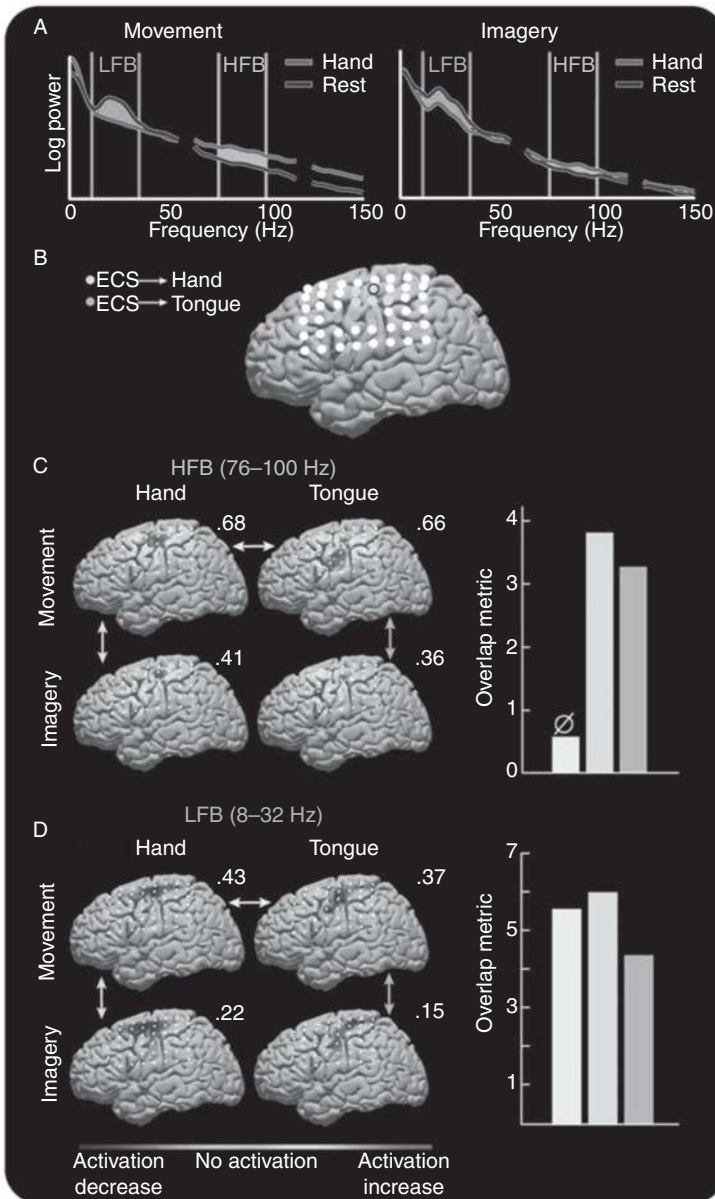 A
Movement
Imagery
LFB
HFB
Hand
Rest
LFB
HFB
Hand
Rest
Log power
0
50
100
150
0
50
100
150
Frequency (Hz)
Frequency (Hz)
B
ECS Hand
ECS Tongue
C
HFB (76–100 Hz)
Hand
Tongue
Movement
.68
.66
Imagery
.41
.36
Overlap metric
4
3
2
1
0
Ø
D
LFB (8–32 Hz)
Hand
Tongue
Movement
.43
.37
Imagery
.22
.15
Overlap metric
7
5
3
1
Activation decrease
No activation
Activation increase